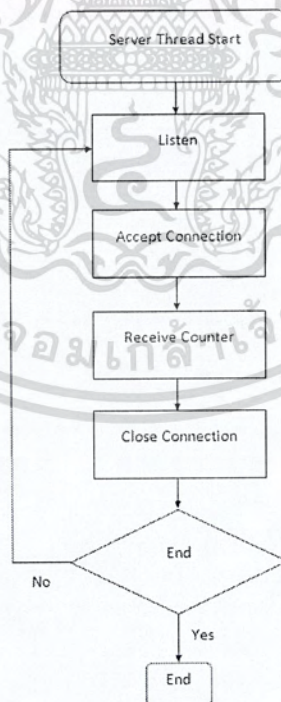 Server Thread Start
Listen
Accept Connection
Receive Counter
Close Connection
End
No
Yes
End